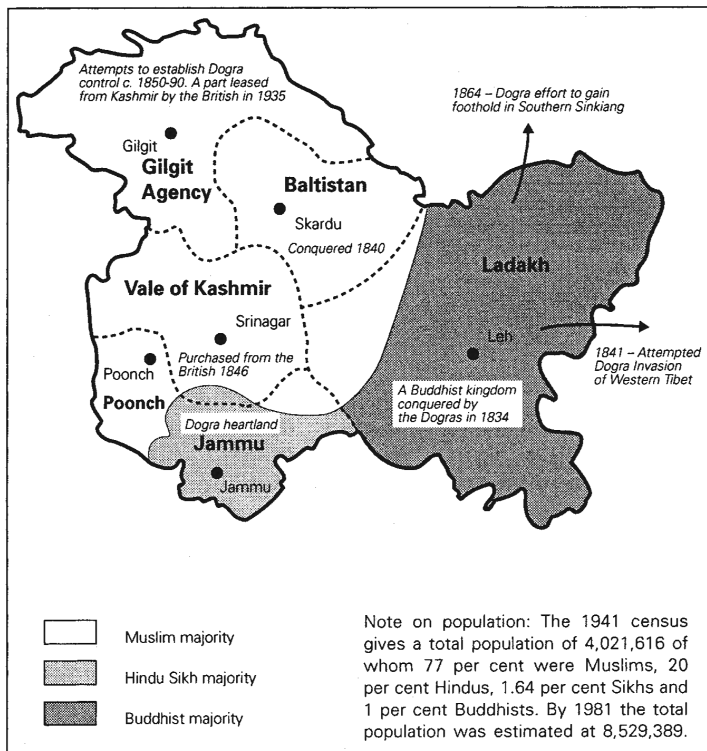 Attempts to establish Dogra
control c. 1850-90. A part leased
from Kashmir by the British in 1935
1864 – Dogra effort to gain
foothold in Southern Sinkiang
Gilgit
Gilgit
Agency
Baltistan
Skardu
Conquered 1840
Ladakh
Vale of Kashmir
Srinagar
Leh
Purchased from the
British 1846
Poonch
Poonch
1841 – Attempted
Dogra Invasion
of Western Tibet
A Buddhist kingdom
conquered by
the Dogras in 1834
Dogra heartland
Jammu
Jammu
Muslim majority
Hindu Sikh majority
Buddhist majority
Note on population: The 1941 census
gives a total population of 4,021,616 of
whom 77 per cent were Muslims, 20
per cent Hindus, 1.64 per cent Sikhs and
1 per cent Buddhists. By 1981 the total
population was estimated at 8,529,389.